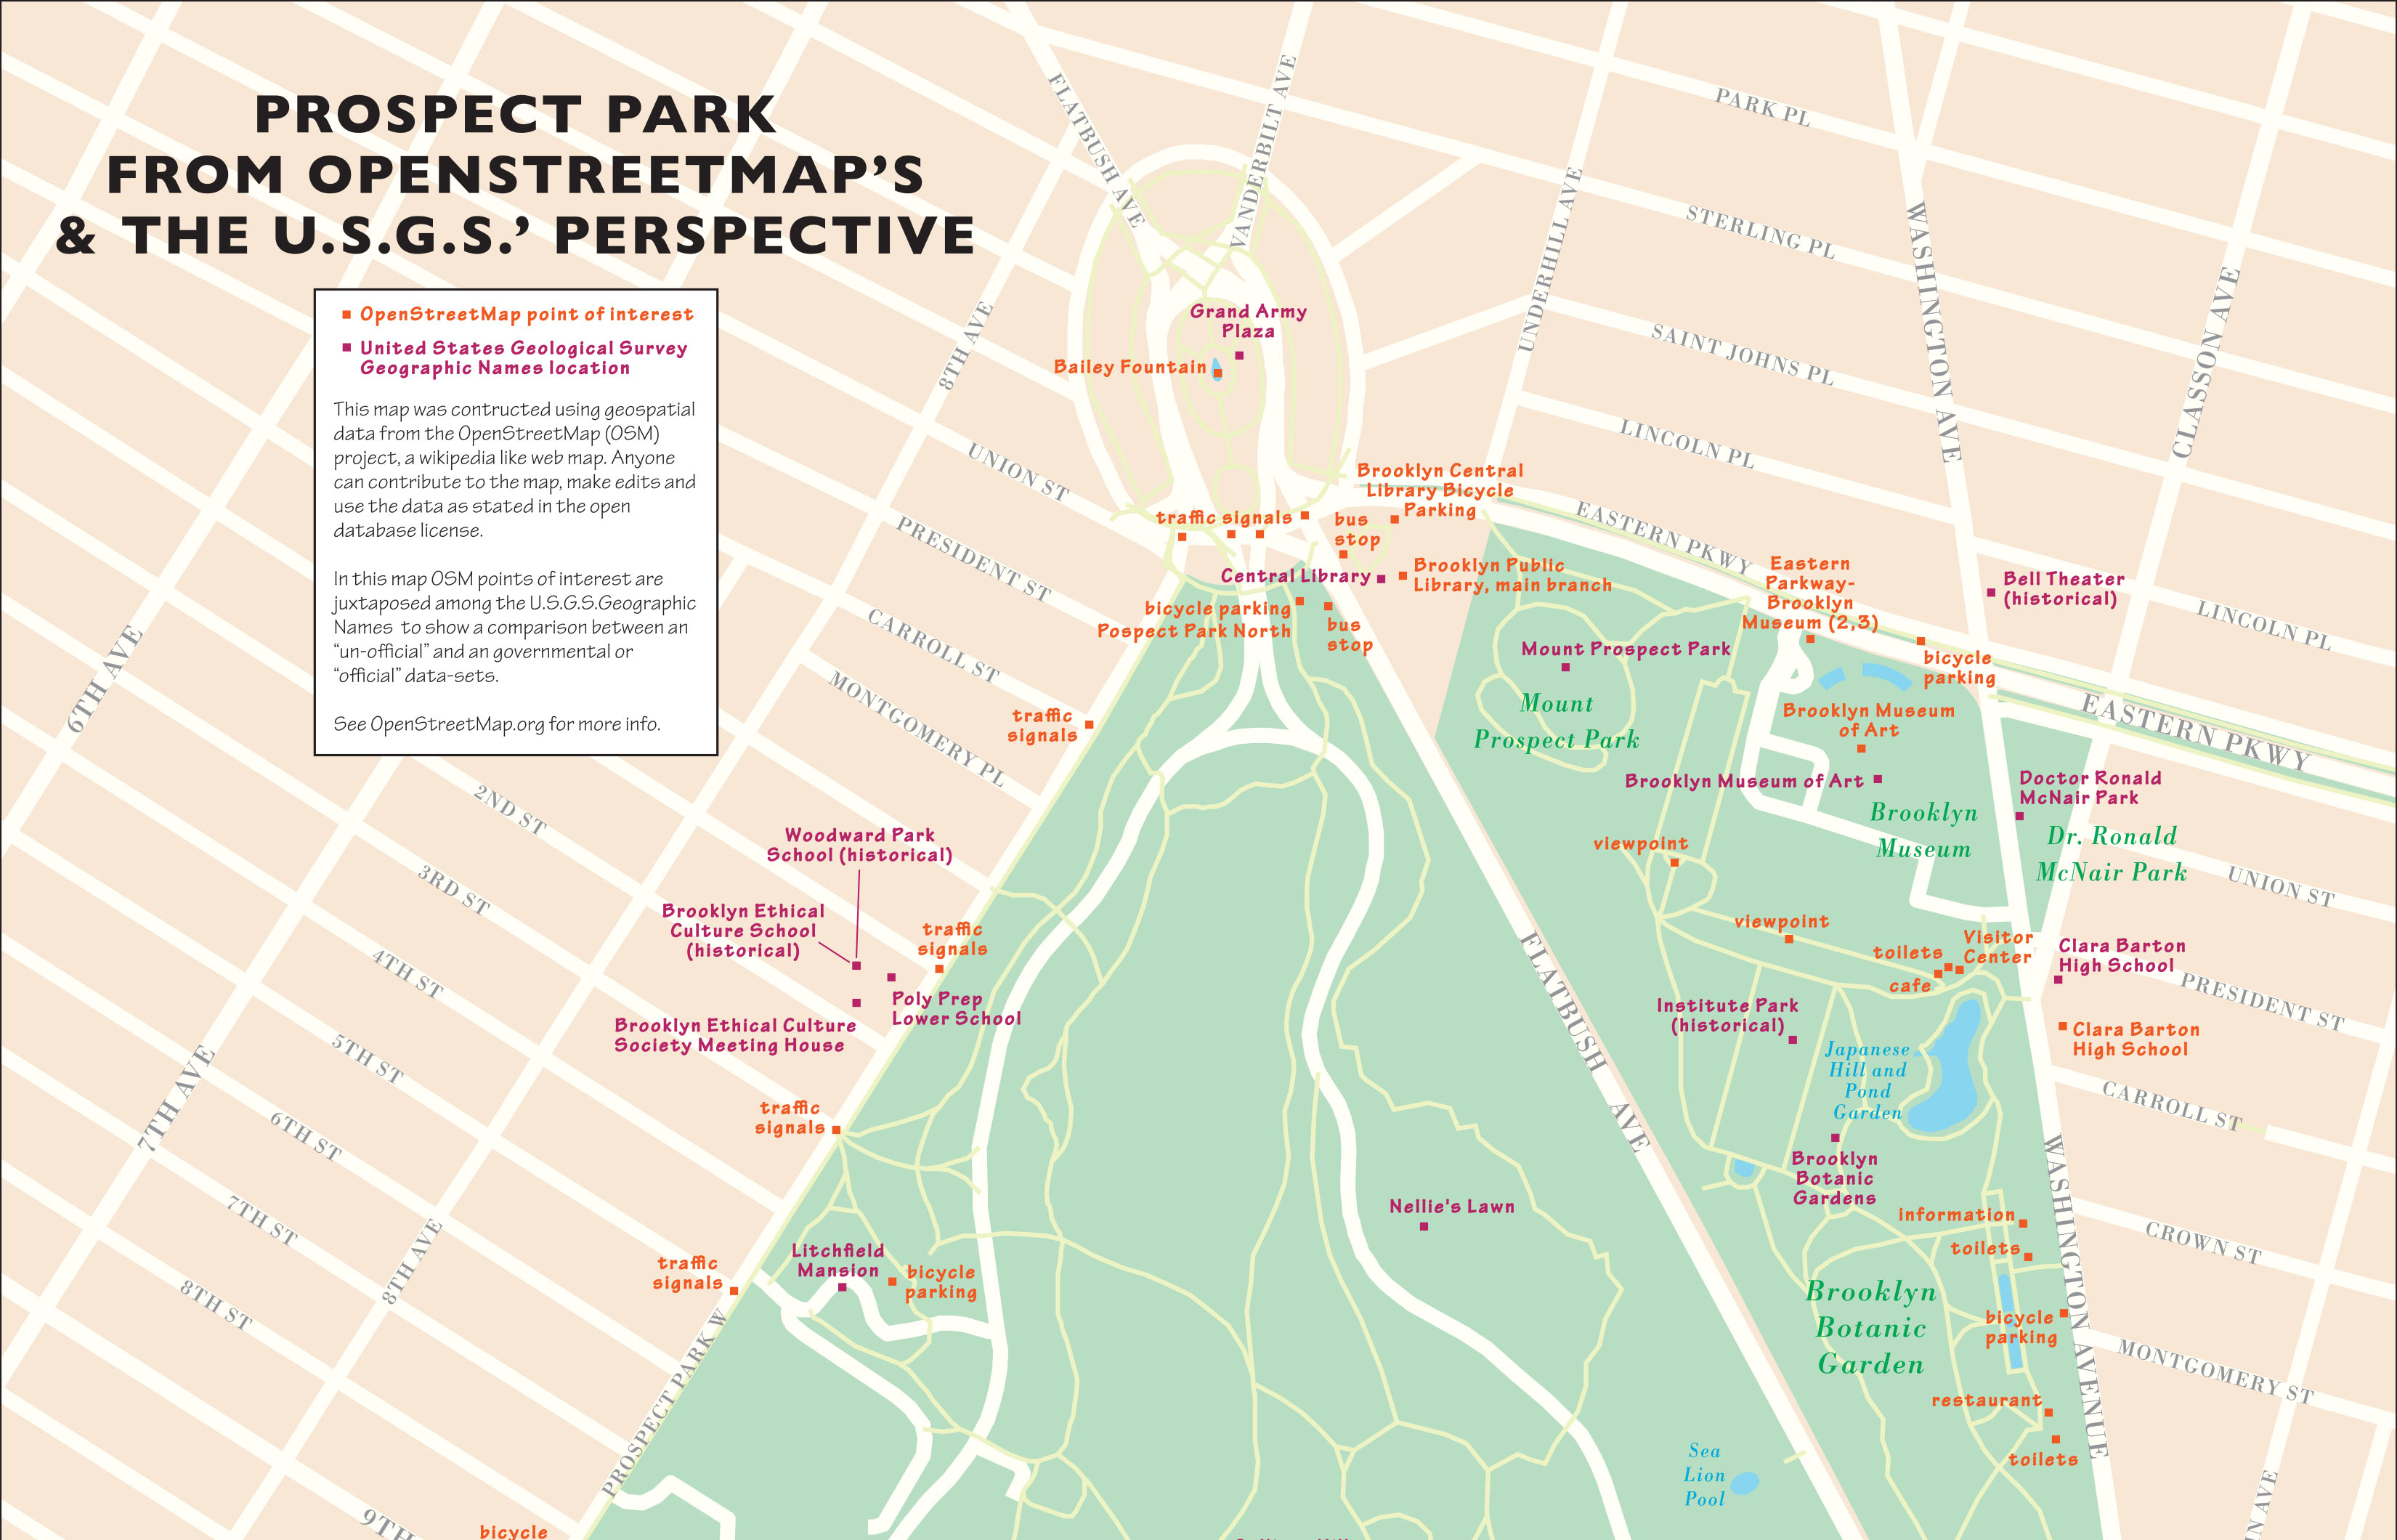 PROSPECT PARK
FROM OPENSTREETMAP’S
& THE U.S.G.S.’ PERSPECTIVE
OpenStreetMap point of interest
United States Geological Survey
Geographic Names location
This map was contructed using geospatial
data from the OpenStreetMap (OSM)
project, a wikipedia like web map. Anyone
can contribute to the map, make edits and
use the data as stated in the open
database license.
In this map OSM points of interest are
juxtaposed among the U.S.G.S.Geographic
Names to show a comparison between an
“un-official” and an governmental or
“official” data-sets.
See OpenStreetMap.org for more info.
FLATBUSH AVE
VANDERBILT AVE
UNDERHILL AVE
PARK PL
STERLING PL
SAINT JOHNS PL
LINCOLN PL
WASHINGTON AVE
CLASSON AVE
8TH AVE
Grand Army
Plaza
Bailey Fountain
UNION ST
PRESIDENT ST
CARROLL ST
MONTGOMERY PL
traffic signals
Brooklyn Central
Library Bicycle
Parking
bus
stop
EASTERN PKWY
Central Library
Brooklyn Public
Library, main branch
bicycle parking
Pospect Park North
bus
stop
Eastern
Parkway-
Brooklyn
Museum (2,3)
Bell Theater
(historical)
LINCOLN PL
bicycle
parking
Mount Prospect Park
Mount
Prospect Park
EASTERN PKWY
Brooklyn Museum
of Art
Brooklyn Museum of Art
Brooklyn
Museum
Doctor Ronald
McNair Park
Dr. Ronald
McNair Park
UNION ST
6TH AVE
traffic
signals
2ND ST
3RD ST
4TH ST
5TH ST
6TH ST
7TH ST
8TH ST
9TH
7TH AVE
8TH AVE
Woodward Park
School (historical)
Brooklyn Ethical
Culture School
(historical)
traffic
signals
Poly Prep
Lower School
Brooklyn Ethical Culture
Society Meeting House
viewpoint
viewpoint
toilets
Visitor
Center
cafe
Clara Barton
High School
PRESIDENT ST
Clara Barton
High School
CARROLL ST
Institute Park
(historical)
Japanese
Hill and
Pond
Garden
FLATBUSH AVE
traffic
signals
Brooklyn
Botanic
Gardens
WASHINGTON AVENUE
Nellie's Lawn
information
toilets
CROWN ST
traffic
signals
Litchfield
Mansion
bicycle
parking
Brooklyn
Botanic
Garden
bicycle
parking
MONTGOMERY ST
PROSPECT PARK W
restaurant
toilets
Sea
Lion
Pool
N AVE
bicycle